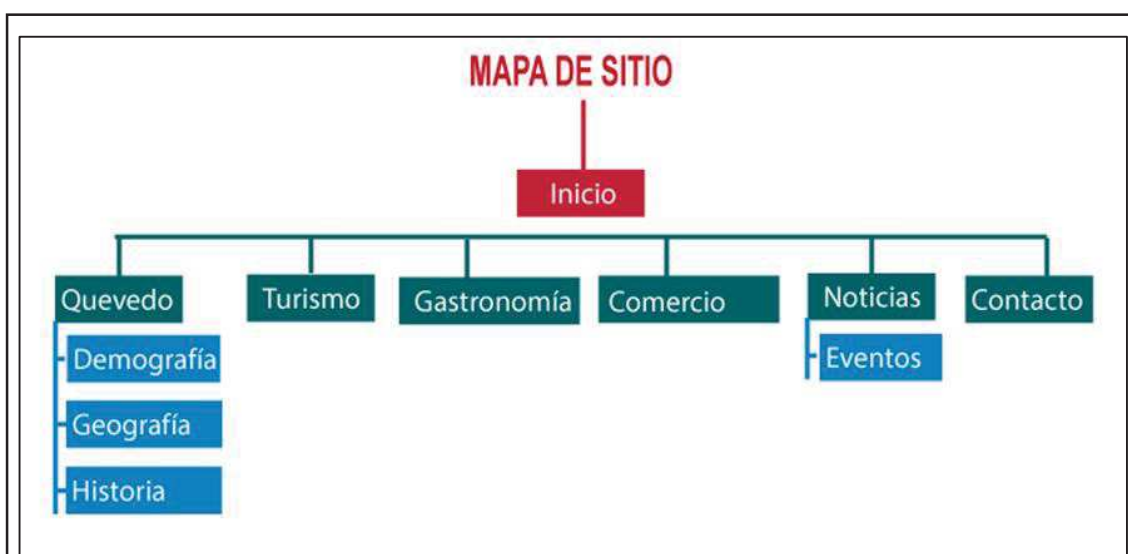 MAPA DE SITIO
Inicio
Quevedo
Turismo
Gastronomía
Comercio
Noticias
Contacto
Demografía
Eventos
Geografía
Historia